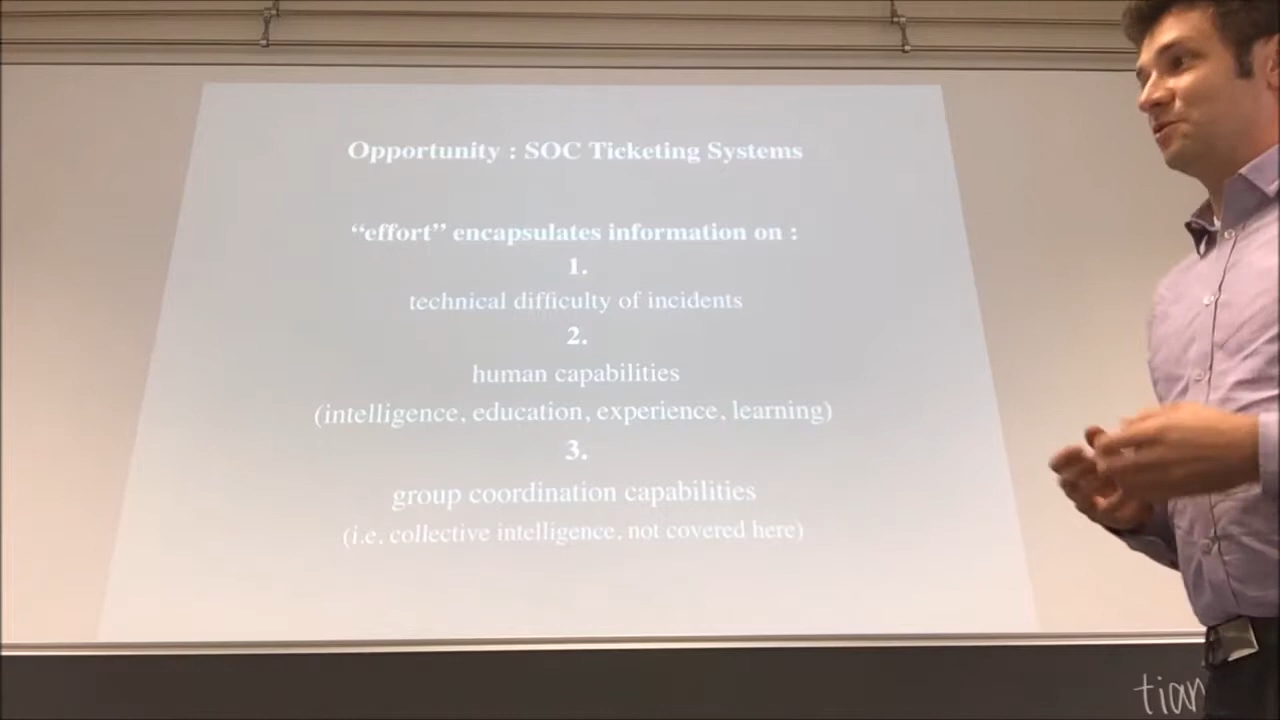 Opportunity : SOC Ticketing Systems
“effort” encapsulates information on :
1.
technical difficulty of incidents
2.
human capabilities
(intelligence, education, experience, learning)
3.
group coordination capabilities
(i.e. collective intelligence, not covered here)